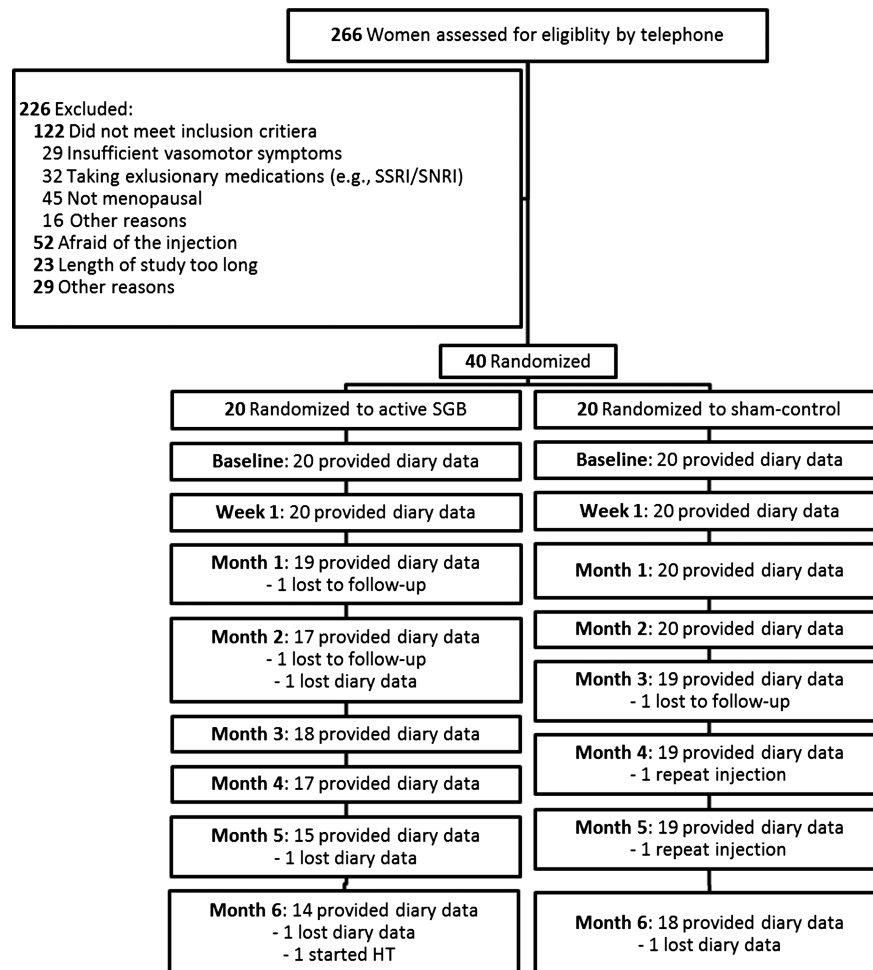 266 Women assessed for eligiblity by telephone
226 Excluded:
122 Did not meet inclusion critiera
29 Insufficient vasomotor symptoms
32 Taking exlusionary medications (e.g., SSRI/SNRI)
45 Not menopausal
16 Other reasons
52 Afraid of the injection
23 Length of study too long
29 Other reasons
40 Randomized
20 Randomized to active SGB
Baseline: 20 provided diary data
Week 1: 20 provided diary data
Month 1: 19 provided diary data
- 1 lost to follow-up
Month 2: 17 provided diary data
- 1 lost to follow-up
- 1 lost diary data
Month 3: 18 provided diary data
Month 4: 17 provided diary data
Month 5: 15 provided diary data
- 1 lost diary data
Month 6: 14 provided diary data
- 1 lost diary data
- 1 started HT
20 Randomized to sham-control
Baseline: 20 provided diary data
Week 1: 20 provided diary data
Month 1: 20 provided diary data
Month 2: 20 provided diary data
Month 3: 19 provided diary data
- 1 lost to follow-up
Month 4: 19 provided diary data
- 1 repeat injection
Month 5: 19 provided diary data
- 1 repeat injection
Month 6: 18 provided diary data
- 1 lost diary data